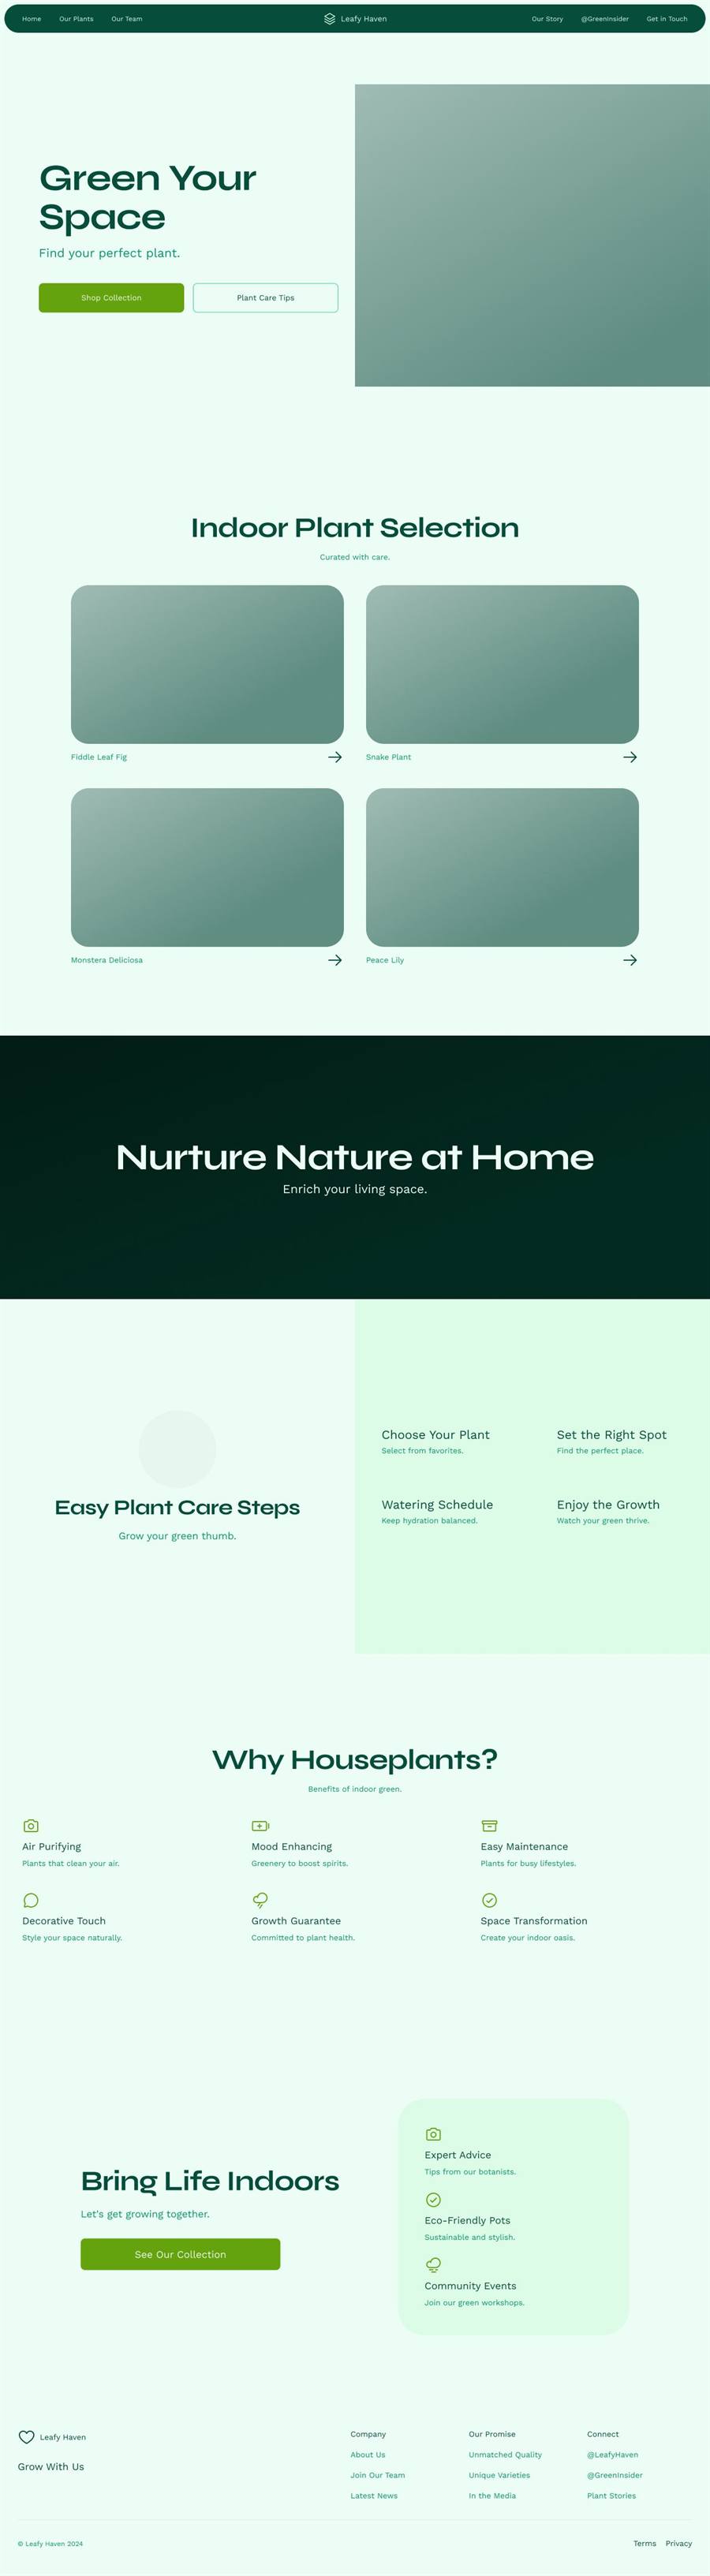 Home Our Plants Our Team Leafy Haven Our Story @GreenInsider Get in Touch
Green Your
Space
Find your perfect plant.
Shop Collection Plant Care Tips
Indoor Plant Selection
Curated with care.
Fiddle Leaf Fig Snake Plant
Monstera Deliciosa Peace Lily
Nurture Nature at Home
Enrich your living space.
Easy Plant Care Steps
Grow your green thumb.
Choose Your Plant Set the Right Spot
Select from favorites. Find the perfect place.
Watering Schedule Enjoy the Growth
Keep hydration balanced. Watch your green thrive.
Why Houseplants?
Benefits of indoor green.
Air Purifying Mood Enhancing Easy Maintenance
Plants that clean your air. Greenery to boost spirits. Plants for busy lifestyles.
Decorative Touch Growth Guarantee Space Transformation
Style your space naturally. Committed to plant health. Create your indoor oasis.
Bring Life Indoors
Let's get growing together.
See Our Collection
Expert Advice
Tips from our botanists.
Eco-Friendly Pots
Sustainable and stylish.
Community Events
Join our green workshops.
Leafy Haven
Grow With Us
Company Our Promise Connect
About Us Unmatched Quality @LeafyHaven
Join Our Team Unique Varieties @GreenInsider
Latest News In the Media Plant Stories
© Leafy Haven 2024 Terms Privacy